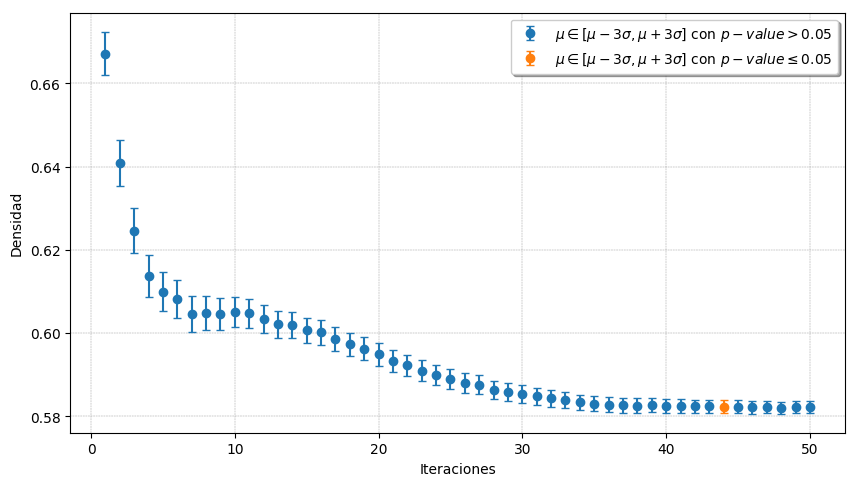 μ ∈ [μ − 3σ, μ + 3σ] con p − value > 0.05
μ ∈ [μ − 3σ, μ + 3σ] con p − value ≤ 0.05
0.66
0.64
0.62
0.60
0.58
Densidad
0 10 20 30 40 50
Iteraciones